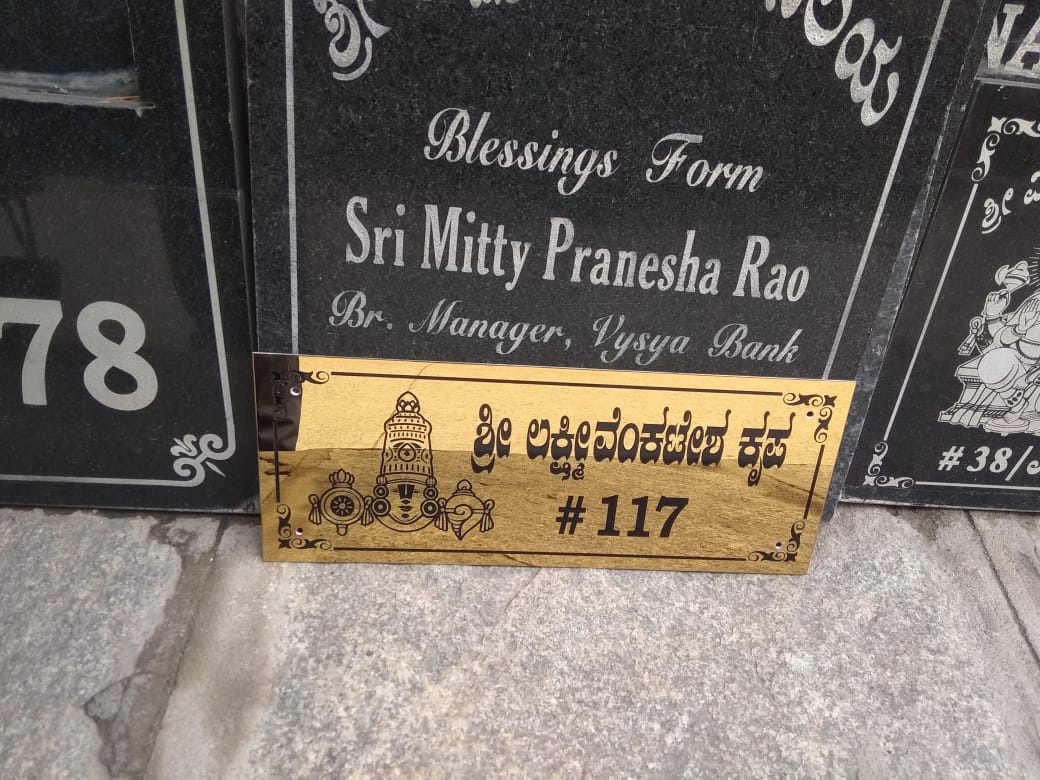 78
Blessings Form
Sri Mitty Pranesha Rao
Br. Manager, Vysya Bank
ಶ್ರೀ ಲಕ್ಷ್ಮೀವೆಂಕಟೇಶ ಕೃಪ
# 117
ಶ್ರೀ
# 38/